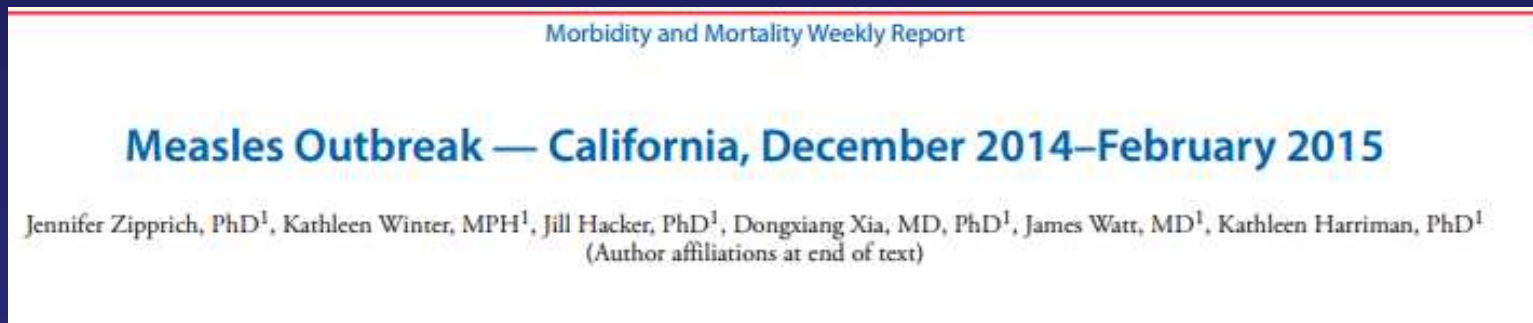 Morbidity and Mortality Weekly Report
Measles Outbreak — California, December 2014–February 2015
Jennifer Zipprich, PhD¹, Kathleen Winter, MPH¹, Jill Hacker, PhD¹, Dongxiang Xia, MD, PhD¹, James Watt, MD¹, Kathleen Harriman, PhD¹
(Author affiliations at end of text)